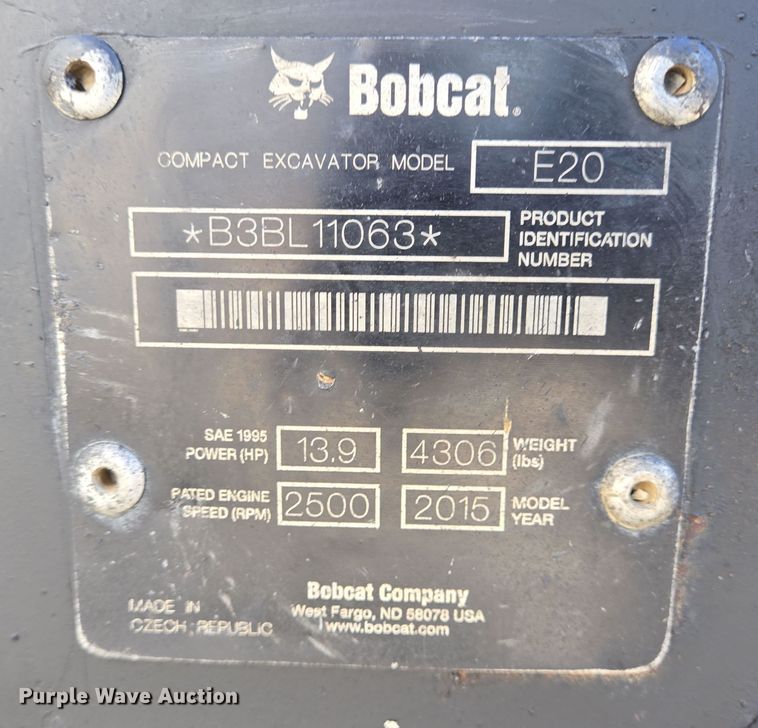 Bobcat®
COMPACT EXCAVATOR MODEL E20
*B3BL11063* PRODUCT IDENTIFICATION NUMBER
SAE 1995 POWER (HP) 13.9 4306 WEIGHT (lbs)
RATED ENGINE SPEED (RPM) 2500 2015 MODEL YEAR
Bobcat Company
West Fargo, ND 58078 USA
www.bobcat.com
MADE IN
CZECH REPUBLIC
Purple Wave Auction